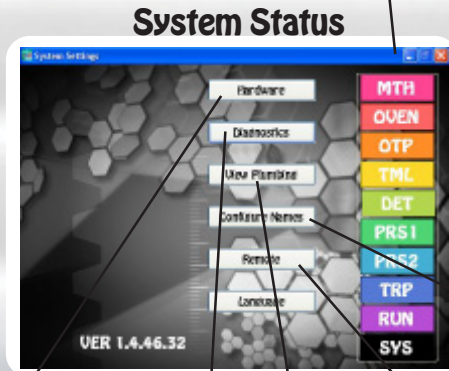 System Status
System Settings
Hardware
Diagnostics
View Plumbing
Configure Names
Remote
Language
VER 1.4.46.32
MTH
OVEN
OTP
TML
DET
PRS1
PRS2
TRP
RUN
SYS